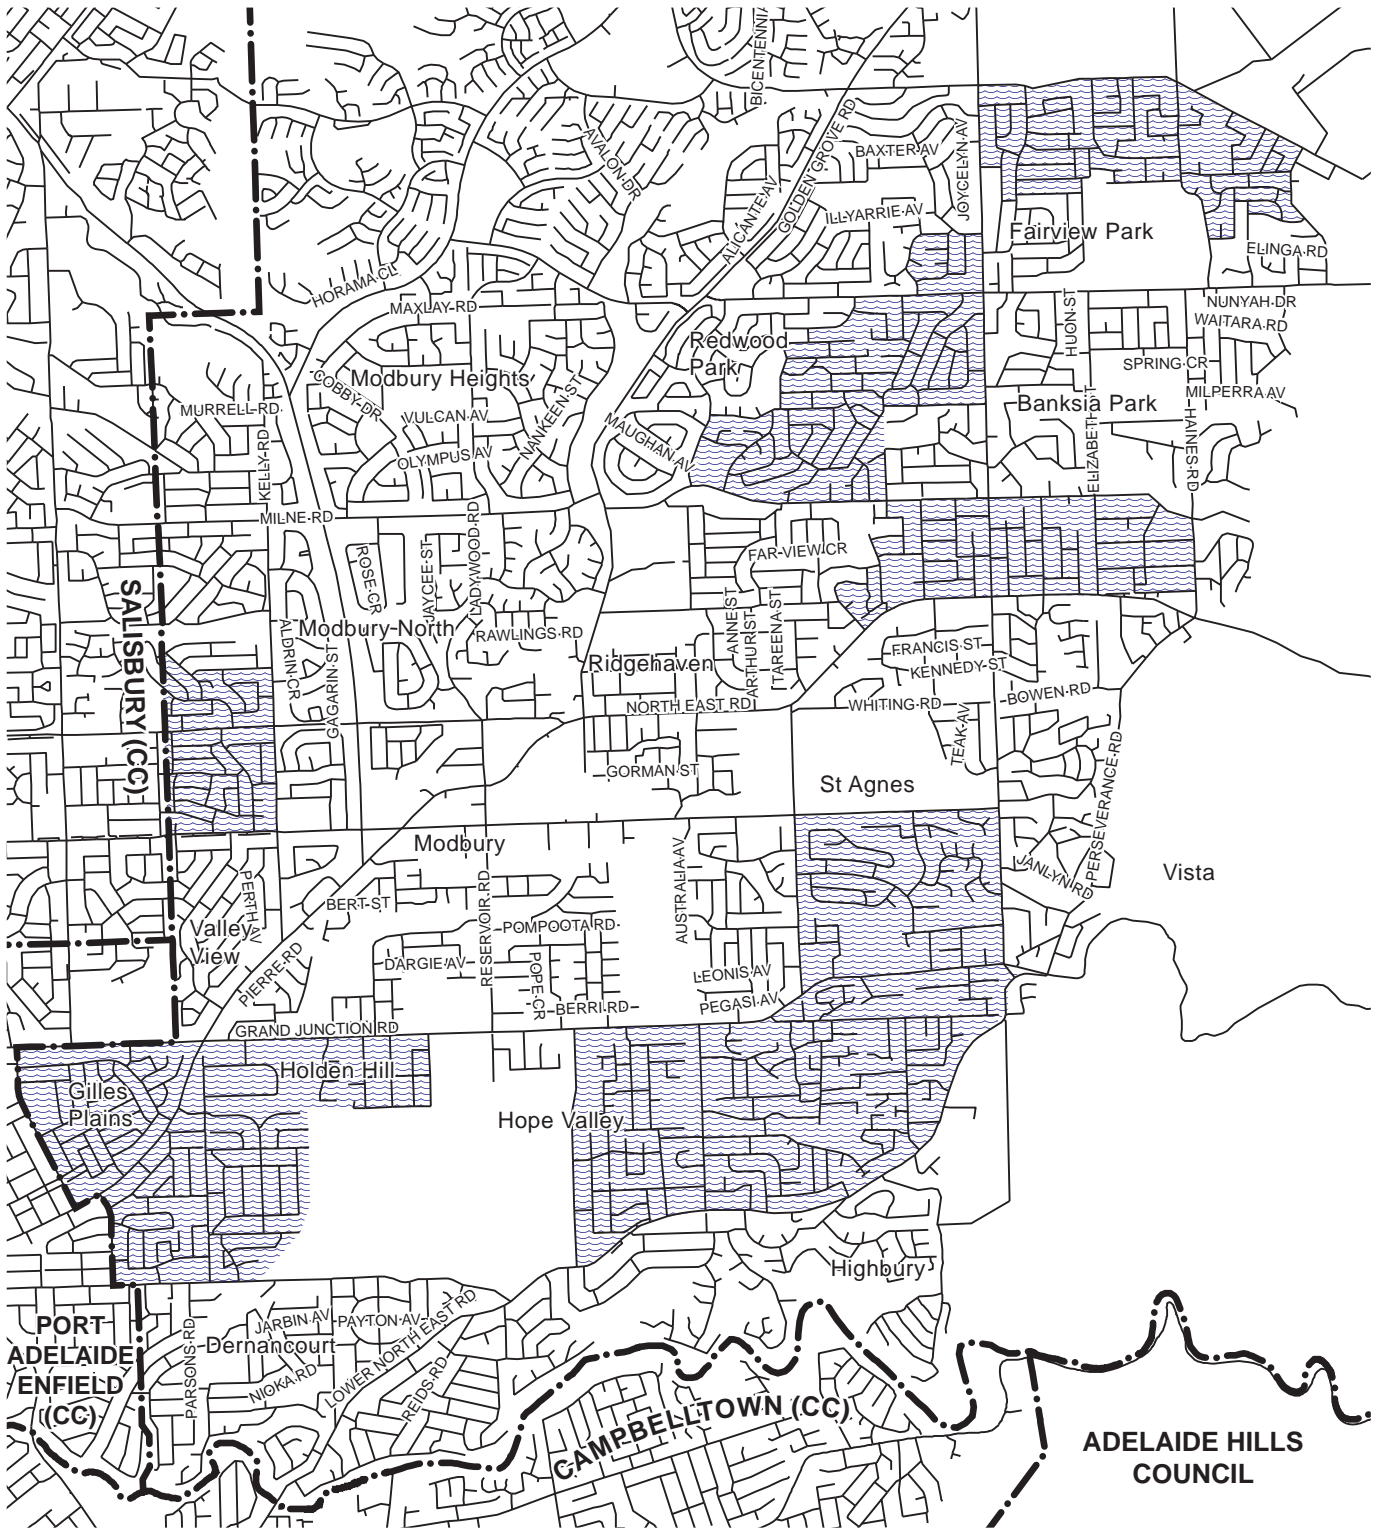 BICENTENNIA
AVALON DR
GOLDEN GROVE RD
BAXTER AV
JOYCELYN AV
ALICANTE AV
ILLYARRIE AV
Fairview Park
ELINGA RD
HORAMA CL
MAXLAY RD
HUON ST
NUNYAH DR
WAITARA RD
Redwood
Park
SPRING CR
COBBY DR
Modbury Heights
NANKEEN ST
MILPERRA AV
MURRELL RD
VULCAN AV
MAUGHAN AV
Banksia Park
ELIZABETH ST
HAINES RD
KELLY RD
OLYMPUS AV
MILNE RD
LADYWOOD RD
ROSE CR
JAYCEE ST
FAR VIEW CR
SALISBURY (CC)
ALDRIN CR
GAGARIN ST
Modbury North
RAWLINGS RD
ANNE ST
ARTHUR ST
TAREENA ST
Ridgehaven
FRANCIS ST
KENNEDY ST
NORTH EAST RD
WHITING RD
BOWEN RD
TEAK AV
GORMAN ST
St Agnes
PERSEVERANCE RD
Modbury
AUSTRALIA AV
JANLYN RD
Vista
PERTH AV
BERT ST
RESERVOIR RD
Valley
View
POMPOOTA RD
PIERRE RD
DARGIE AV
POPE CR
LEONIS AV
BERRI RD
PEGASI AV
GRAND JUNCTION RD
Holden Hill
Gilles
Plains
Hope Valley
Highbury
PORT
ADELAIDE
ENFIELD
(CC)
PARSONS RD
JARBIN AV
PAYTON AV
Dernancourt
LOWER NORTH EAST RD
NIOKA RD
REIDS RD
CAMPBELLTOWN (CC)
ADELAIDE HILLS
COUNCIL